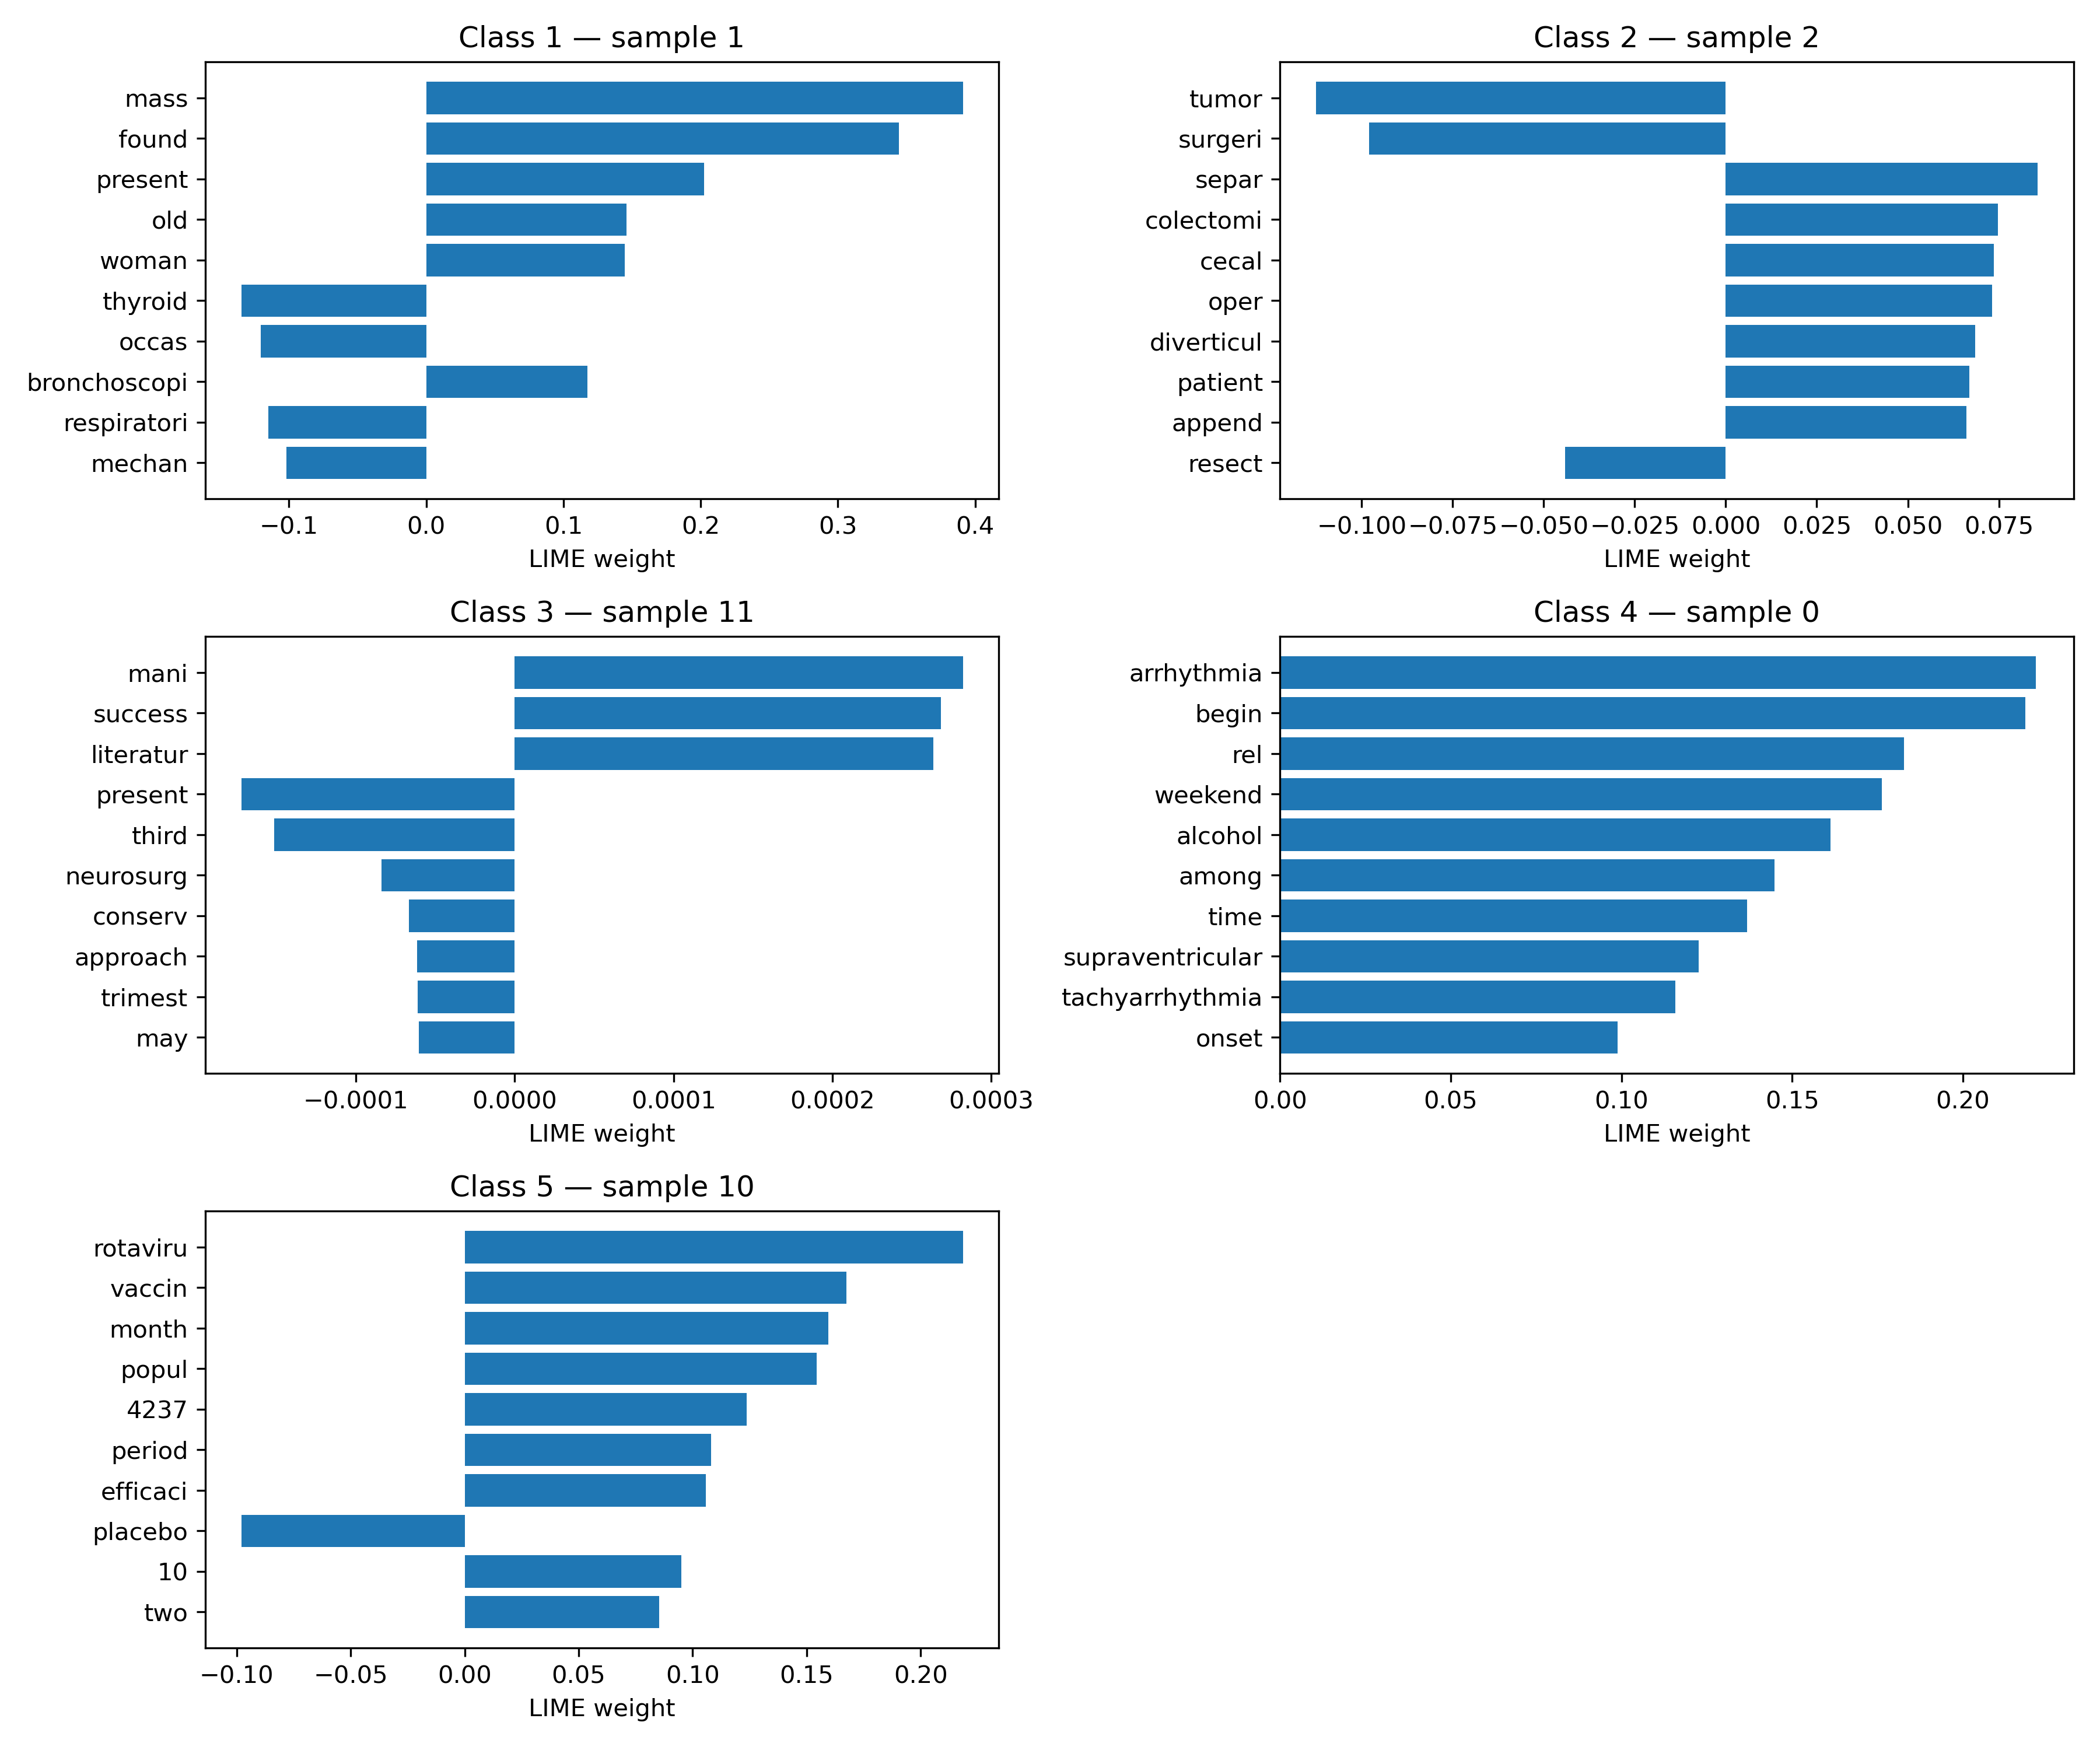 Class 1 — sample 1
mass
found
present
old
woman
thyroid
occas
bronchoscopi
respiratori
mechan
−0.1 0.0 0.1 0.2 0.3 0.4
LIME weight
Class 2 — sample 2
tumor
surgeri
separ
colectomi
cecal
oper
diverticul
patient
append
resect
−0.100 −0.075 −0.050 −0.025 0.000 0.025 0.050 0.075
LIME weight
Class 3 — sample 11
mani
success
literatur
present
third
neurosurg
conserv
approach
trimest
may
−0.0001 0.0000 0.0001 0.0002 0.0003
LIME weight
Class 4 — sample 0
arrhythmia
begin
rel
weekend
alcohol
among
time
supraventricular
tachyarrhythmia
onset
0.00 0.05 0.10 0.15 0.20
LIME weight
Class 5 — sample 10
rotaviru
vaccin
month
popul
4237
period
efficaci
placebo
10
two
−0.10 −0.05 0.00 0.05 0.10 0.15 0.20
LIME weight